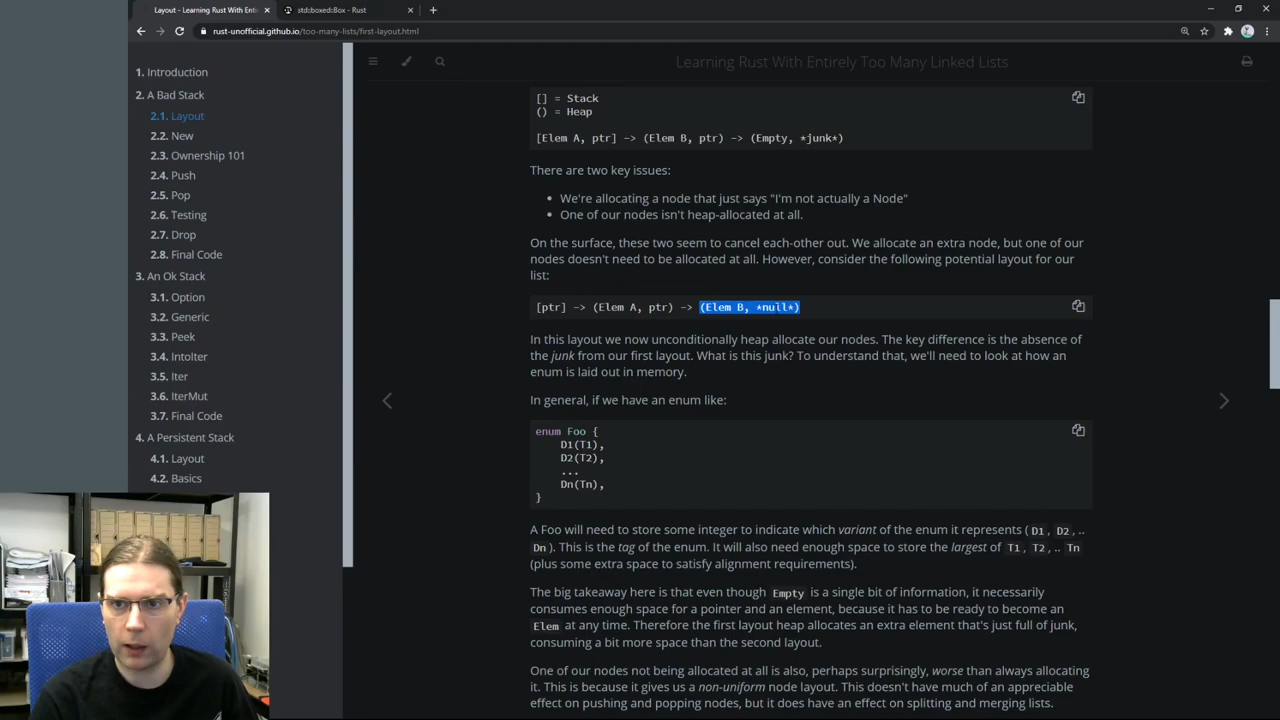 Layout - Learning Rust With Enti
std::boxed::Box - Rust
rust-unofficial.github.io/too-many-lists/first-layout.html
1. Introduction
2. A Bad Stack
2.1. Layout
2.2. New
2.3. Ownership 101
2.4. Push
2.5. Pop
2.6. Testing
2.7. Drop
2.8. Final Code
3. An Ok Stack
3.1. Option
3.2. Generic
3.3. Peek
3.4. IntoIter
3.5. Iter
3.6. IterMut
3.7. Final Code
4. A Persistent Stack
4.1. Layout
4.2. Basics
Learning Rust With Entirely Too Many Linked Lists
[] = Stack
() = Heap
[Elem A, ptr] -> (Elem B, ptr) -> (Empty, *junk*)
There are two key issues:
• We're allocating a node that just says "I'm not actually a Node"
• One of our nodes isn't heap-allocated at all.
On the surface, these two seem to cancel each-other out. We allocate an extra node, but one of our
nodes doesn't need to be allocated at all. However, consider the following potential layout for our
list:
[ptr] -> (Elem A, ptr) -> (Elem B, *null*)
In this layout we now unconditionally heap allocate our nodes. The key difference is the absence of
the junk from our first layout. What is this junk? To understand that, we'll need to look at how an
enum is laid out in memory.
In general, if we have an enum like:
enum Foo {
D1(T1),
D2(T2),
...
Dn(Tn),
}
A Foo will need to store some integer to indicate which variant of the enum it represents ( D1, D2, ..
Dn). This is the tag of the enum. It will also need enough space to store the largest of T1, T2, .. Tn
(plus some extra space to satisfy alignment requirements).
The big takeaway here is that even though Empty is a single bit of information, it necessarily
consumes enough space for a pointer and an element, because it has to be ready to become an
Elem at any time. Therefore the first layout heap allocates an extra element that's just full of junk,
consuming a bit more space than the second layout.
One of our nodes not being allocated at all is also, perhaps surprisingly, worse than always allocating
it. This is because it gives us a non-uniform node layout. This doesn't have much of an appreciable
effect on pushing and popping nodes, but it does have an effect on splitting and merging lists.